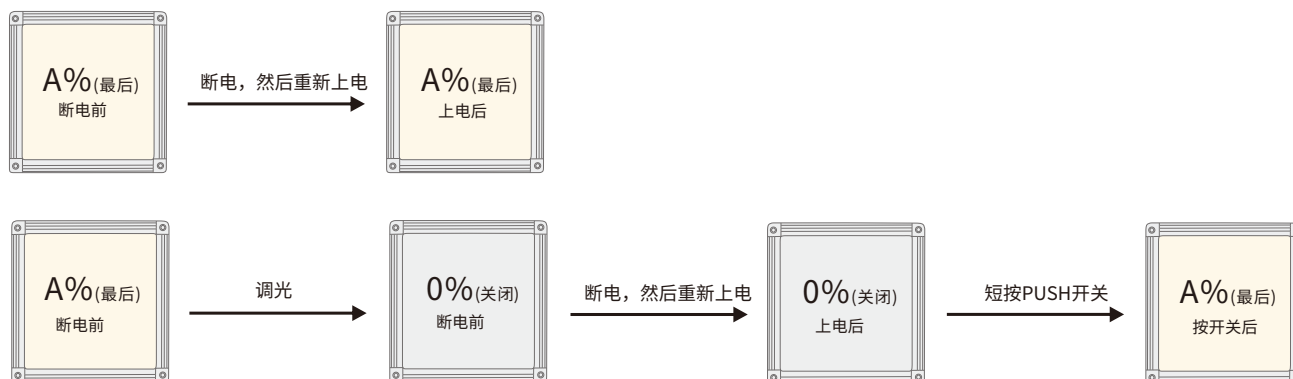 A%(最后)
断电前
断电，然后重新上电
A%(最后)
上电后
A%(最后)
断电前
调光
0%(关闭)
断电前
断电，然后重新上电
0%(关闭)
上电后
短按PUSH开关
A%(最后)
按开关后